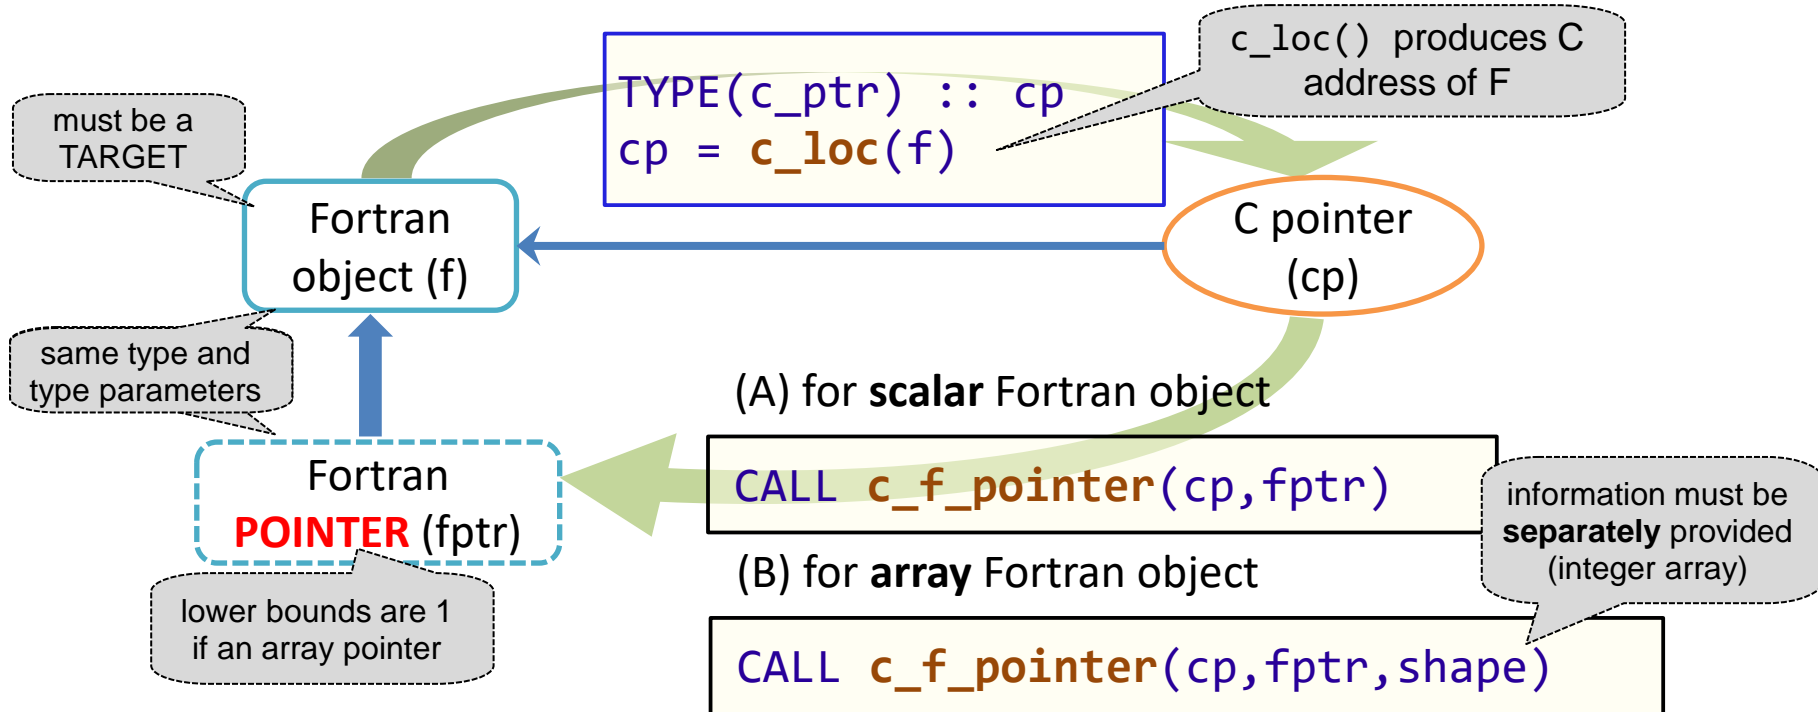 c_loc() produces C
address of F
TYPE(c_ptr) :: cp
cp = c_loc(f)
must be a
TARGET
Fortran
object (f)
C pointer
(cp)
same type and
type parameters
(A) for scalar Fortran object
Fortran
POINTER (fptr)
CALL c_f_pointer(cp,fptr)
information must be
separately provided
(integer array)
(B) for array Fortran object
lower bounds are 1
if an array pointer
CALL c_f_pointer(cp,fptr,shape)